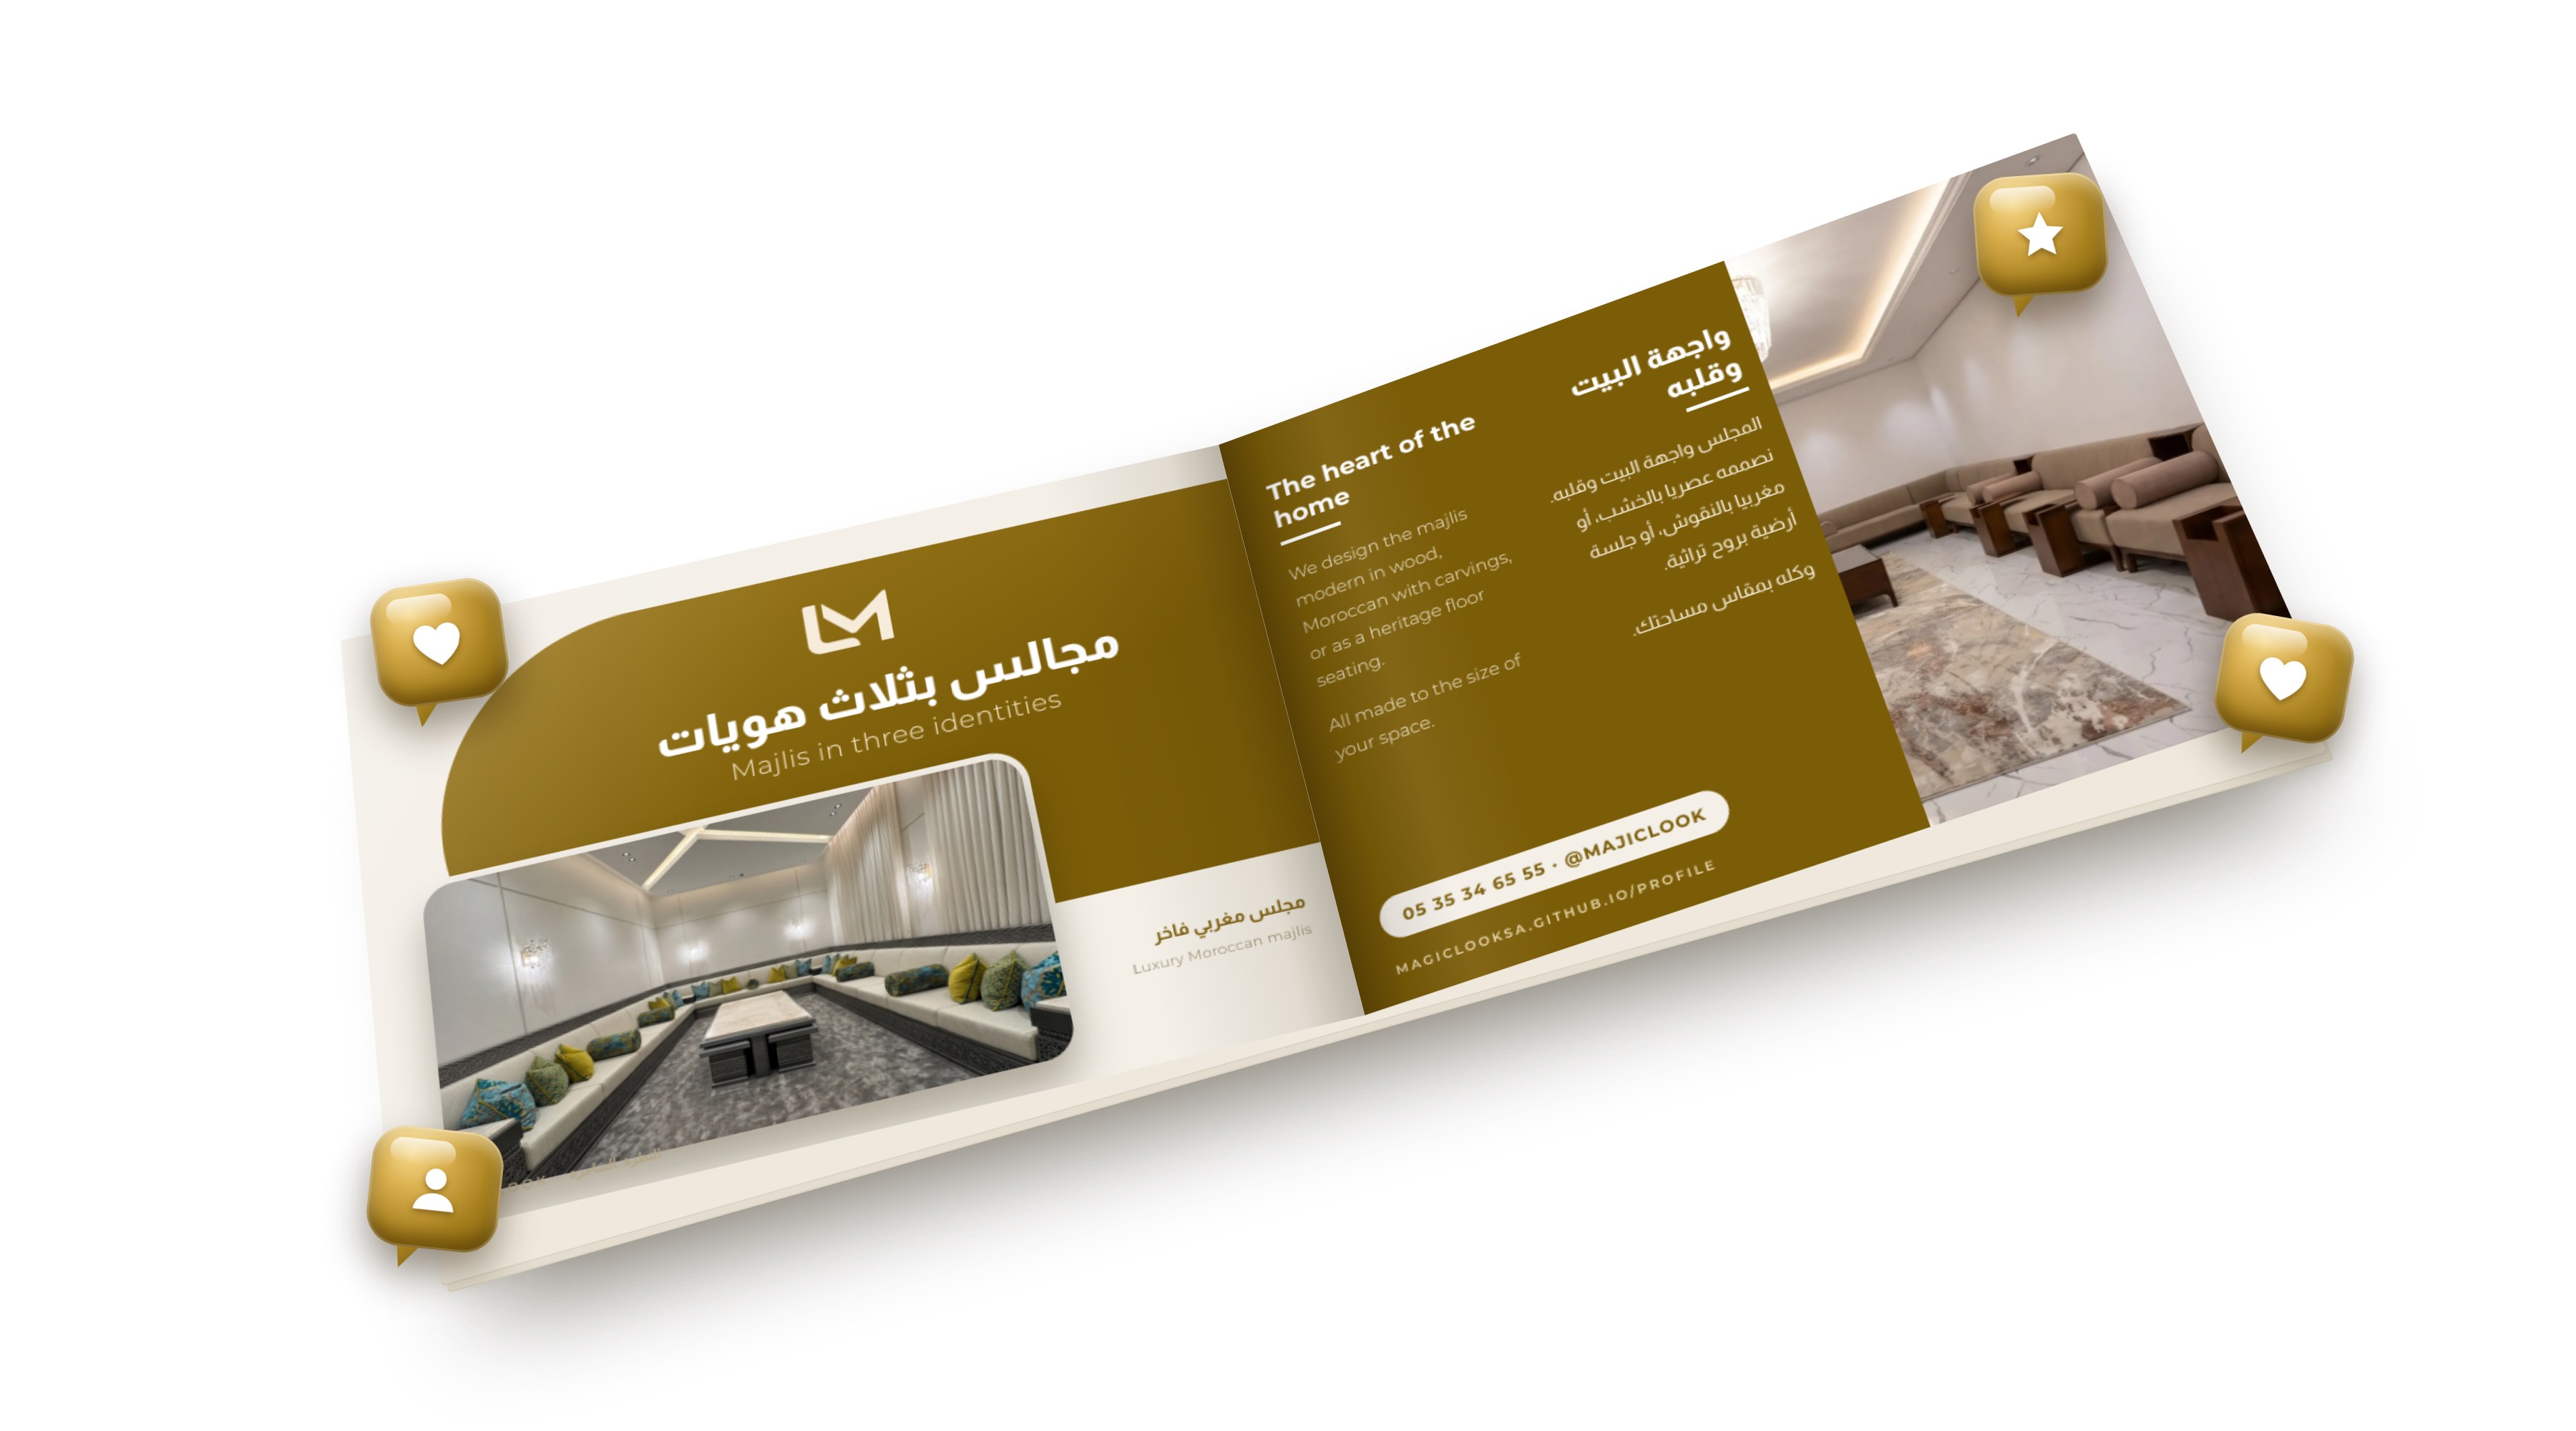 LM
مجالس بثلاث هويات
Majlis in three identities
مجلس مغربي فاخر
Luxury Moroccan majlis
The heart of the
home
We design the majlis
modern in wood,
Moroccan with carvings,
or as a heritage floor
seating.
All made to the size of
your space.
واجهة البيت
وقلبه
المجلس واجهة البيت وقلبه.
نصممه عصريا بالخشب، أو
مغربيا بالنقوش، أو جلسة
أرضية بروح تراثية.
وكله بمقاس مساحتك.
05 35 34 65 55 · @MAJICLOOK
MAGICLOOKSA.GITHUB.IO/PROFILE